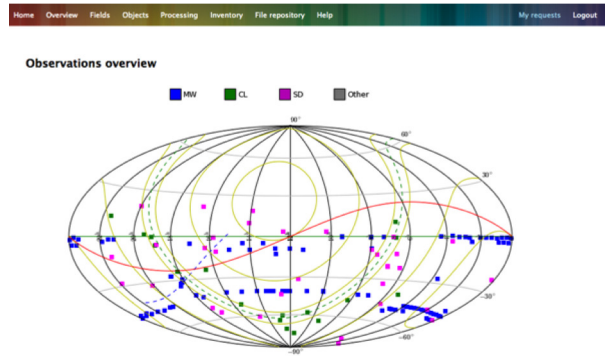 Home Overview Fields Objects Processing Inventory File repository Help My requests Logout
Observations overview
MW CL SD Other
90°
60°
30°
-30°
-60°
-90°